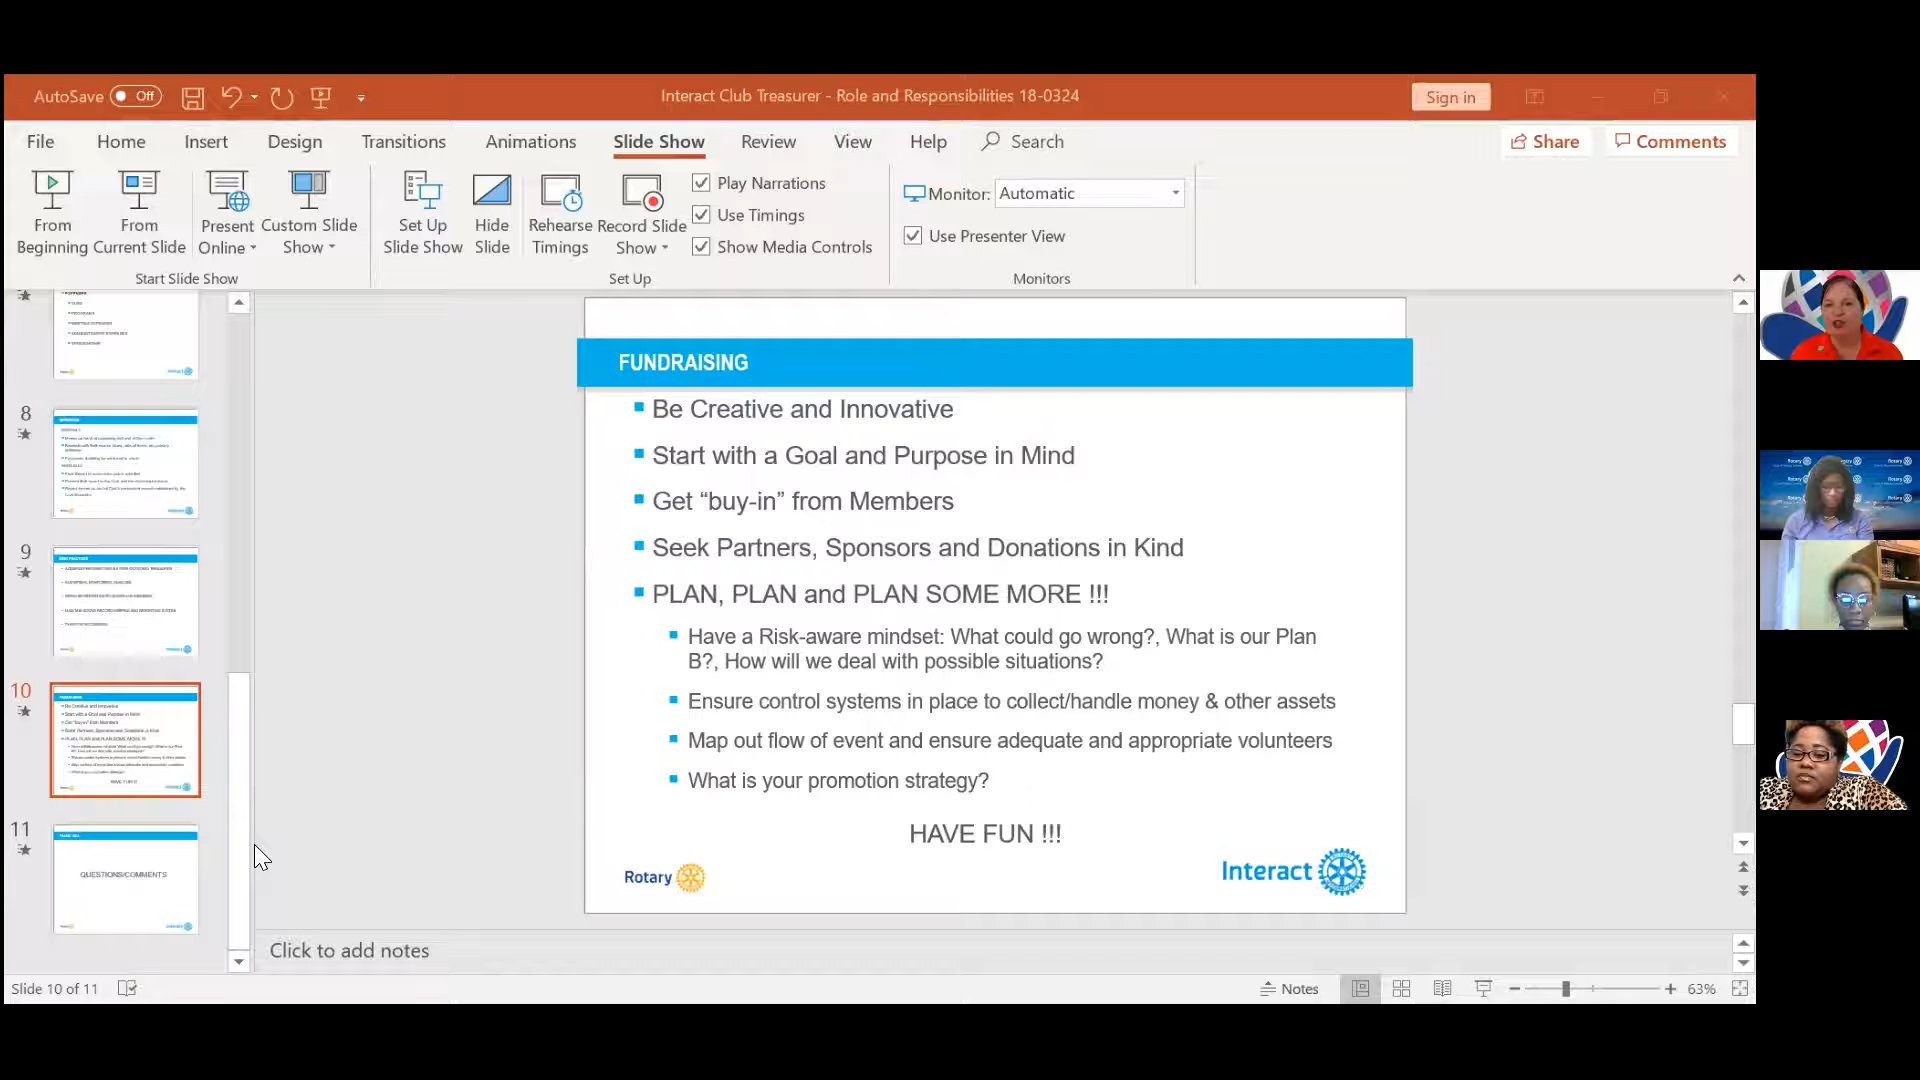 AutoSave Off
Interact Club Treasurer - Role and Responsibilities 18-0324
Sign in
File Home Insert Design Transitions Animations Slide Show Review View Help Search
Share Comments
From Beginning
From Current Slide
Present Online
Custom Slide Show
Start Slide Show
Set Up Slide Show
Hide Slide
Rehearse Timings
Record Slide Show
Play Narrations
Use Timings
Show Media Controls
Set Up
Monitor: Automatic
Use Presenter View
Monitors
8
9
10
11
QUESTIONS/COMMENTS
FUNDRAISING
Be Creative and Innovative
Start with a Goal and Purpose in Mind
Get “buy-in” from Members
Seek Partners, Sponsors and Donations in Kind
PLAN, PLAN and PLAN SOME MORE !!!
Have a Risk-aware mindset: What could go wrong?, What is our Plan
B?, How will we deal with possible situations?
Ensure control systems in place to collect/handle money & other assets
Map out flow of event and ensure adequate and appropriate volunteers
What is your promotion strategy?
HAVE FUN !!!
Rotary
Interact
Click to add notes
Slide 10 of 11
Notes
63%
Rotary
Rotary